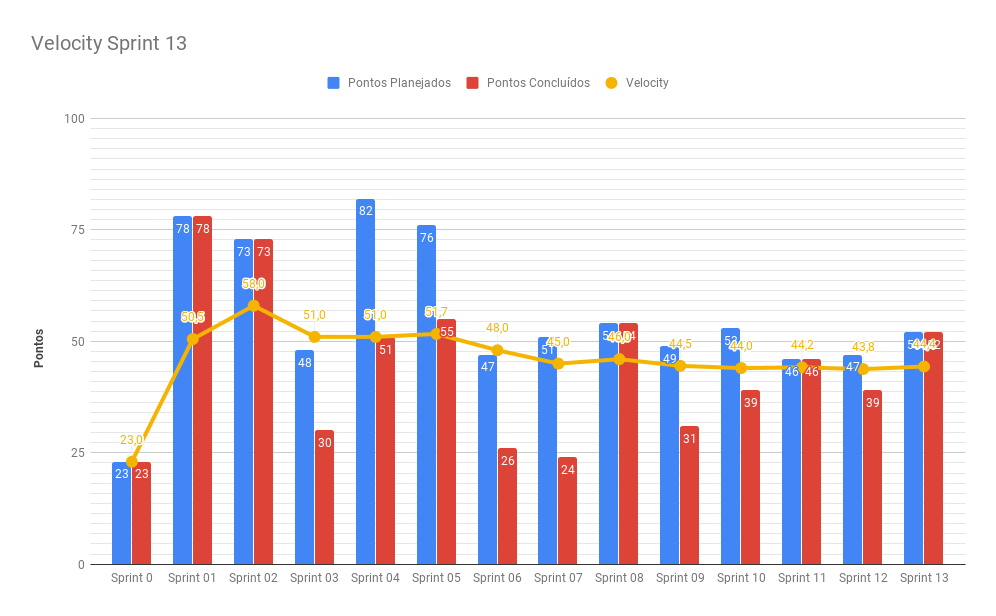 Velocity Sprint 13
Pontos Planejados Pontos Concluídos Velocity
100
75
50
25
0
Pontos
23 78 73 48 82 76 47 51 49 46 47
23 78 73 30 51 55 26 24 54 31 39 46 39 52
23,0 50,5 58,0 51,0 51,0 51,7 48,0 45,0 46,0 44,5 44,0 44,2 43,8
Sprint 0 Sprint 01 Sprint 02 Sprint 03 Sprint 04 Sprint 05 Sprint 06 Sprint 07 Sprint 08 Sprint 09 Sprint 10 Sprint 11 Sprint 12 Sprint 13